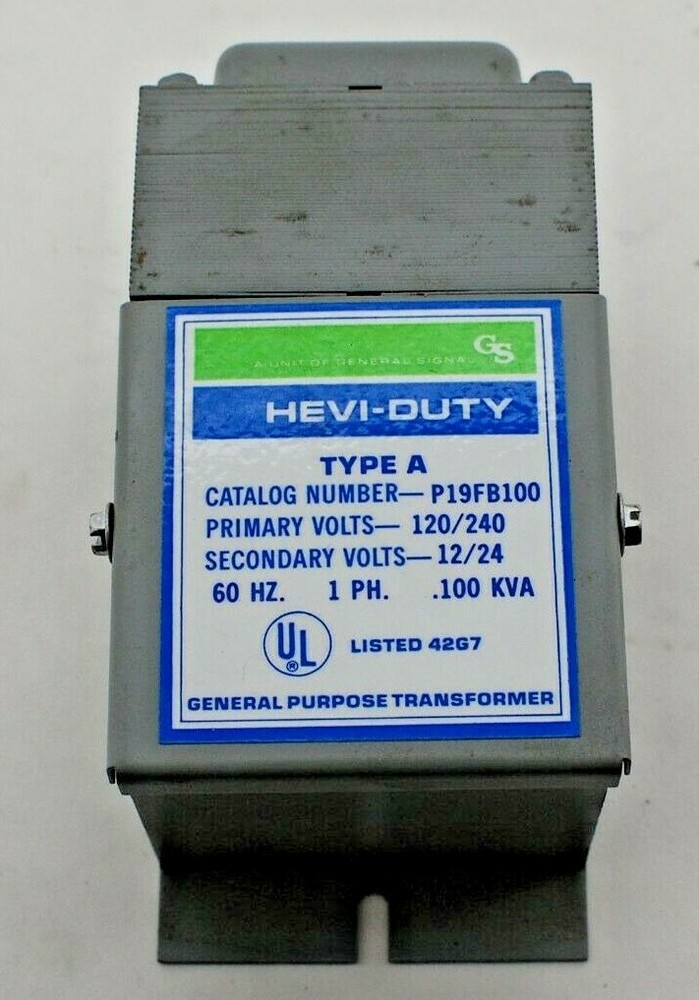 GS
A UNIT OF GENERAL SIGNAL
HEVI-DUTY
TYPE A
CATALOG NUMBER— P19FB100
PRIMARY VOLTS— 120/240
SECONDARY VOLTS— 12/24
60 HZ. 1 PH. .100 KVA
UL ® LISTED 42G7
GENERAL PURPOSE TRANSFORMER